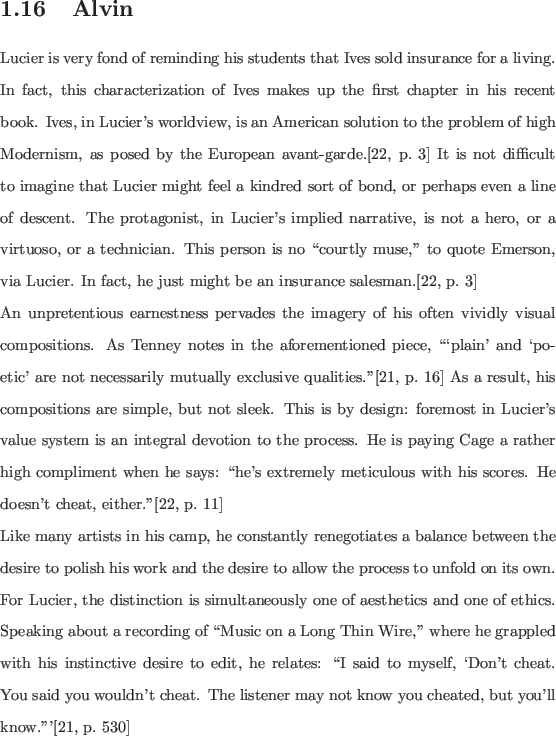 1.16 Alvin
Lucier is very fond of reminding his students that Ives sold insurance for a living.
In fact, this characterization of Ives makes up the first chapter in his recent
book. Ives, in Lucier's worldview, is an American solution to the problem of high
Modernism, as posed by the European avant-garde.[22, p. 3] It is not difficult
to imagine that Lucier might feel a kindred sort of bond, or perhaps even a line
of descent. The protagonist, in Lucier's implied narrative, is not a hero, or a
virtuoso, or a technician. This person is no “courtly muse,” to quote Emerson,
via Lucier. In fact, he just might be an insurance salesman.[22, p. 3]
An unpretentious earnestness pervades the imagery of his often vividly visual
compositions. As Tenney notes in the aforementioned piece, “‘plain’ and ‘po-
etic’ are not necessarily mutually exclusive qualities.”[21, p. 16] As a result, his
compositions are simple, but not sleek. This is by design: foremost in Lucier's
value system is an integral devotion to the process. He is paying Cage a rather
high compliment when he says: “he's extremely meticulous with his scores. He
doesn't cheat, either.”[22, p. 11]
Like many artists in his camp, he constantly renegotiates a balance between the
desire to polish his work and the desire to allow the process to unfold on its own.
For Lucier, the distinction is simultaneously one of aesthetics and one of ethics.
Speaking about a recording of “Music on a Long Thin Wire,” where he grappled
with his instinctive desire to edit, he relates: “I said to myself, ‘Don't cheat.
You said you wouldn't cheat. The listener may not know you cheated, but you'll
know.”’[21, p. 530]